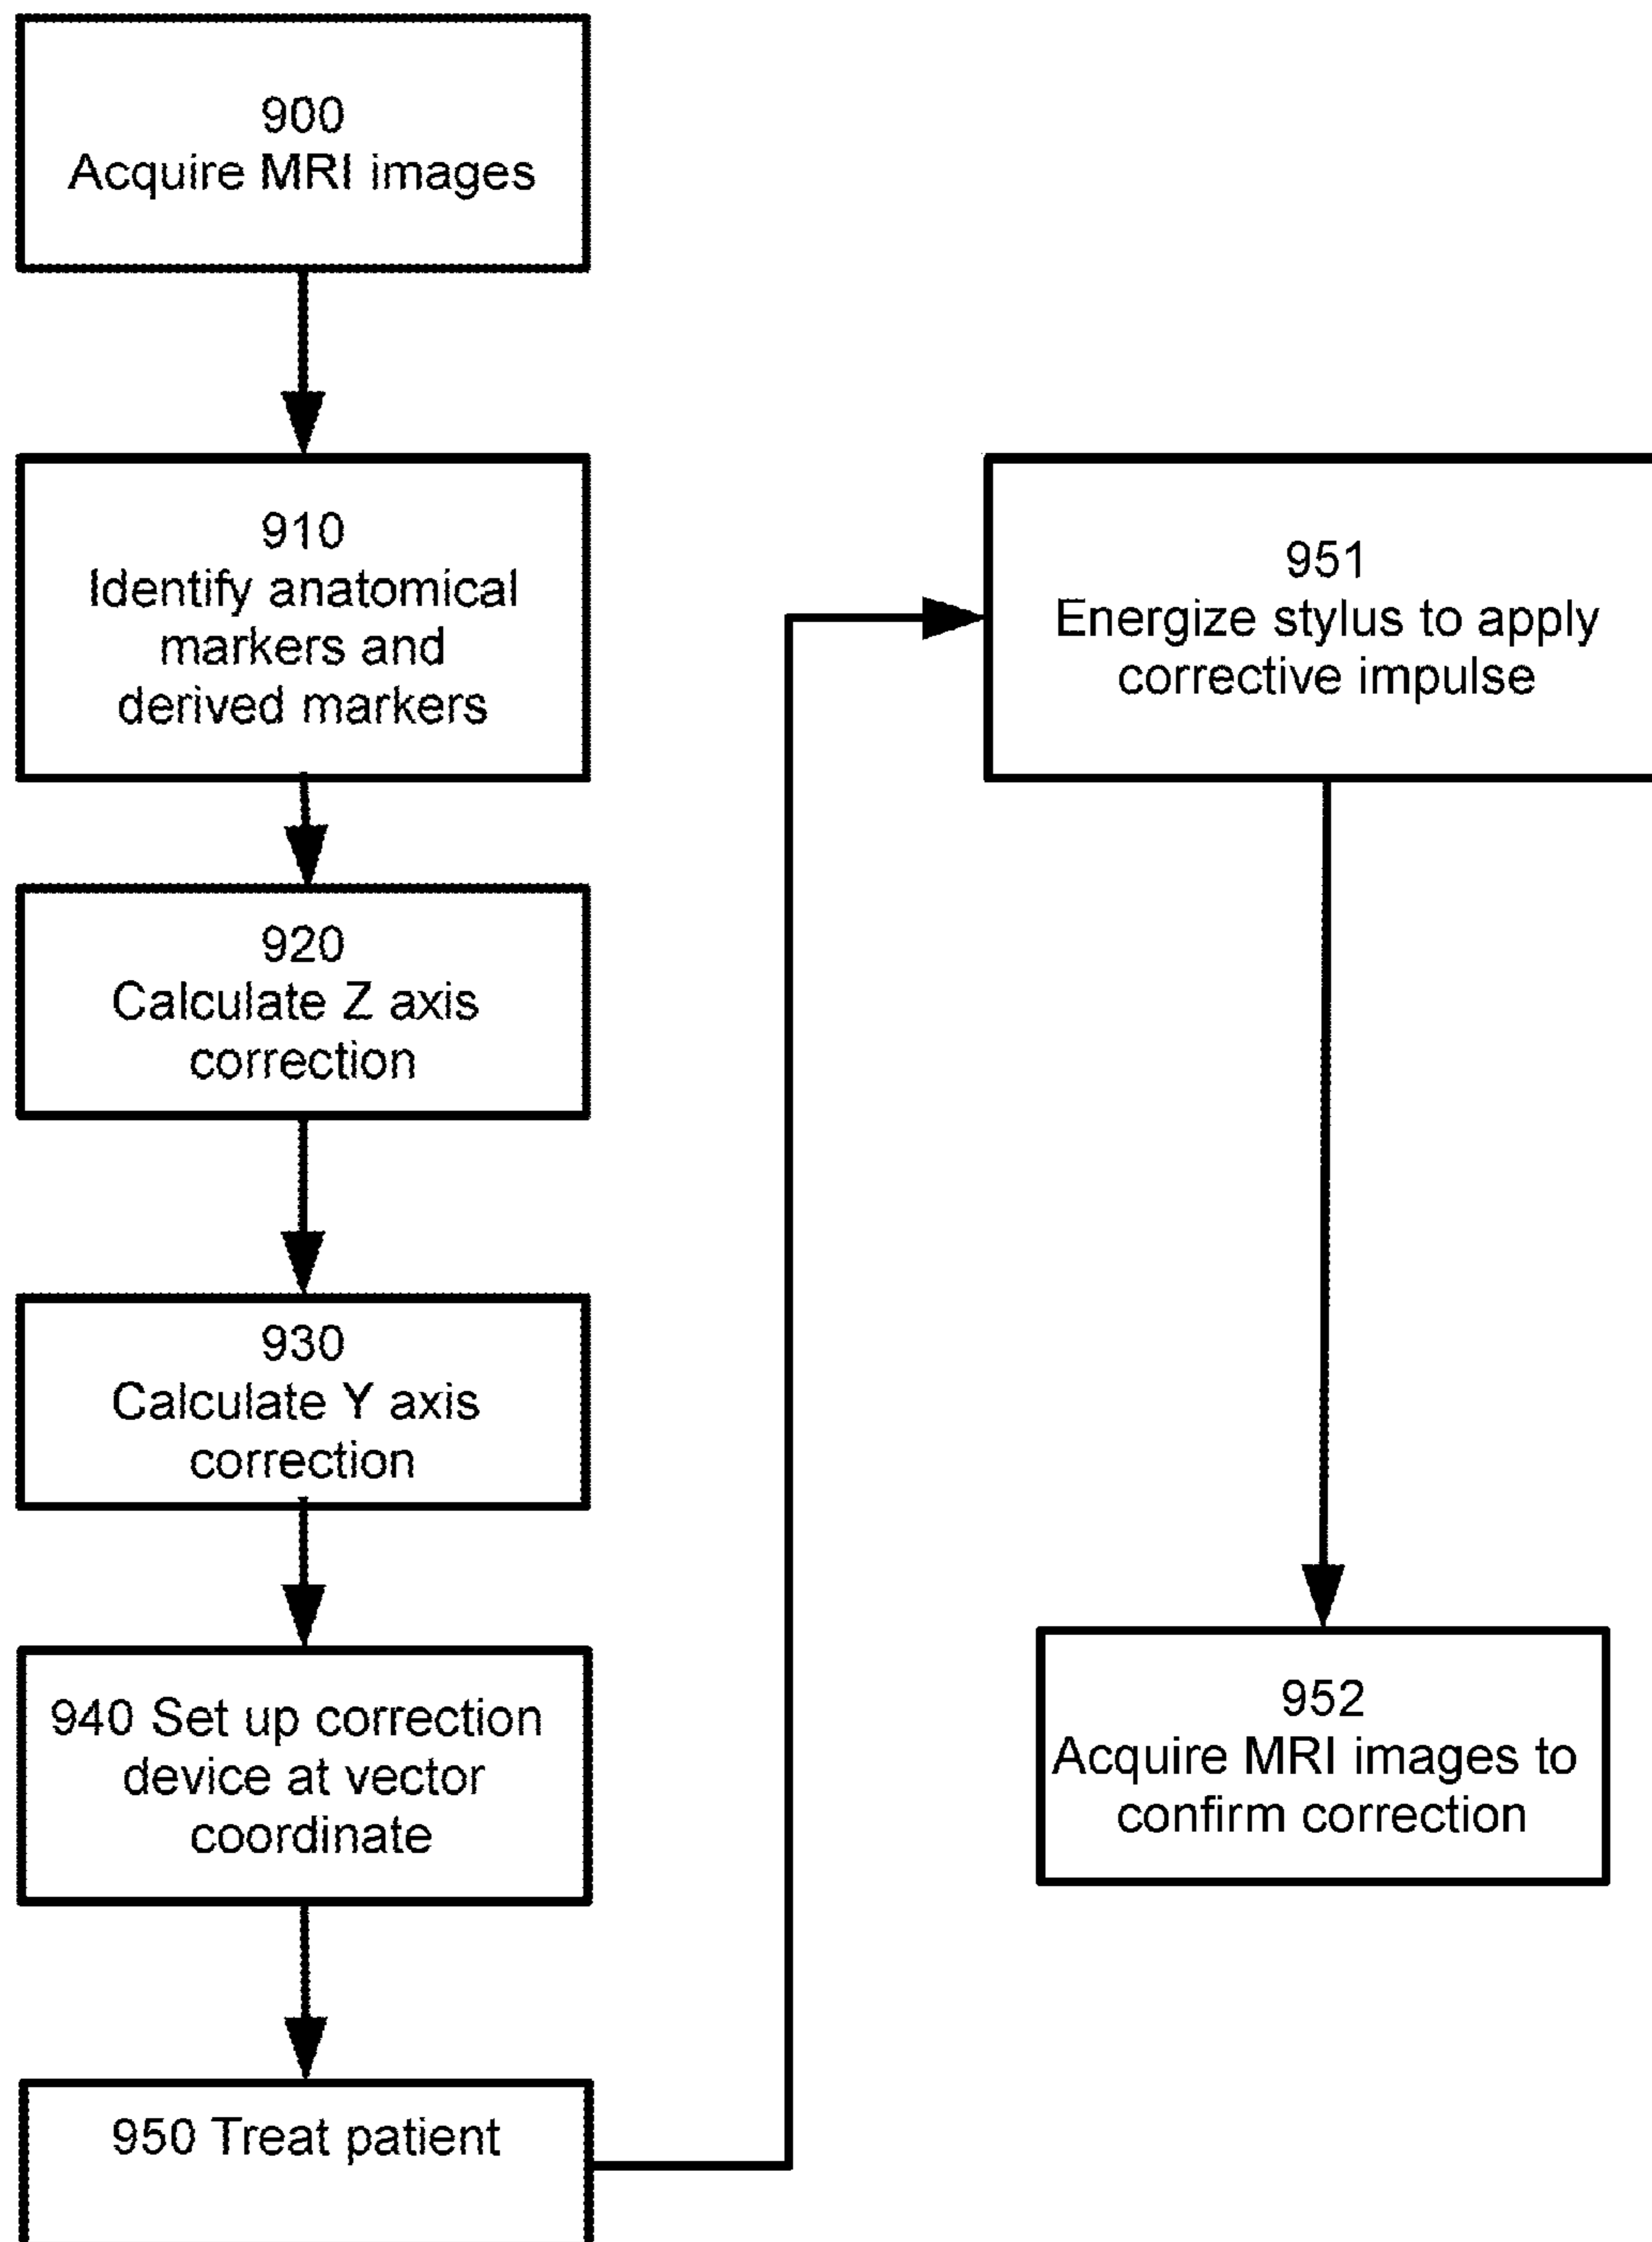 900
Acquire MRI images
910
Identify anatomical
markers and
derived markers
920
Calculate Z axis
correction
930
Calculate Y axis
correction
940 Set up correction
device at vector
coordinate
950 Treat patient
951
Energize stylus to apply
corrective impulse
952
Acquire MRI images to
confirm correction